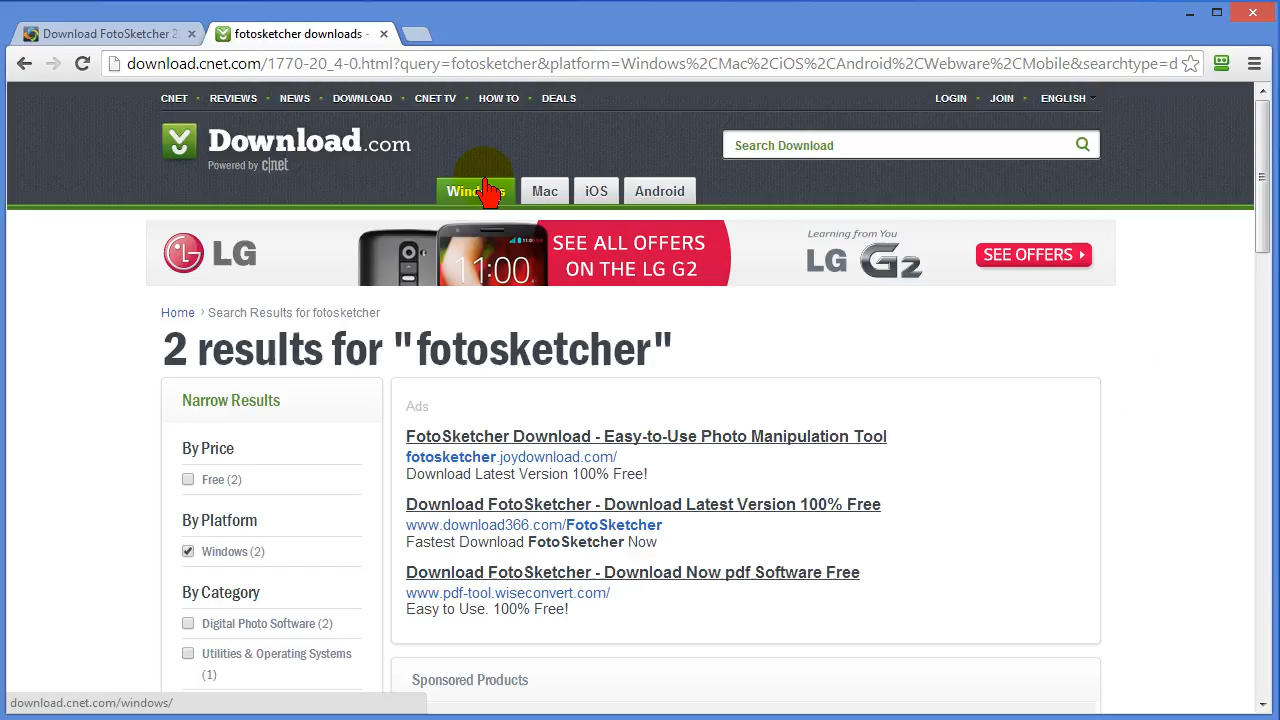 Download FotoSketcher 2
fotosketcher downloads -
download.cnet.com/1770-20_4-0.html?query=fotosketcher&platform=Windows%2CMac%2CiOS%2CAndroid%2CWebware%2CMobile&searchtype=d
CNET REVIEWS NEWS DOWNLOAD CNET TV HOW TO DEALS
LOGIN JOIN ENGLISH
Download.com
Powered by c|net
Search Download
Windows Mac iOS Android
LG
11:00
11:00
SEE ALL OFFERS
ON THE LG G2
Learning from You
LG G2
SEE OFFERS
Home › Search Results for fotosketcher
2 results for "fotosketcher"
Narrow Results
By Price
Free (2)
By Platform
Windows (2)
By Category
Digital Photo Software (2)
Utilities & Operating Systems
(1)
Ads
FotoSketcher Download - Easy-to-Use Photo Manipulation Tool
fotosketcher.joydownload.com/
Download Latest Version 100% Free!
Download FotoSketcher - Download Latest Version 100% Free
www.download366.com/FotoSketcher
Fastest Download FotoSketcher Now
Download FotoSketcher - Download Now pdf Software Free
www.pdf-tool.wiseconvert.com/
Easy to Use. 100% Free!
Sponsored Products
download.cnet.com/windows/